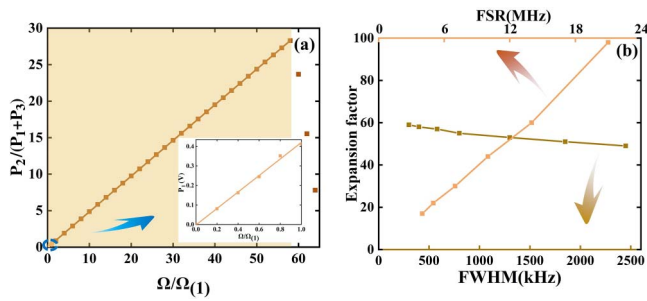 (a)
P2/(P1+P3)
30
25
20
15
10
5
0
0 10 20 30 40 50 60
Ω/Ω(1)
P1(V)
0.4
0.3
0.2
0.1
0.0
0.0 0.2 0.4 0.6 0.8 1.0
Ω/Ω(1)
FSR(MHz)
0 6 12 18 24
(b)
Expansion factor
100
80
60
40
20
0
0 500 1000 1500 2000 2500
FWHM(kHz)